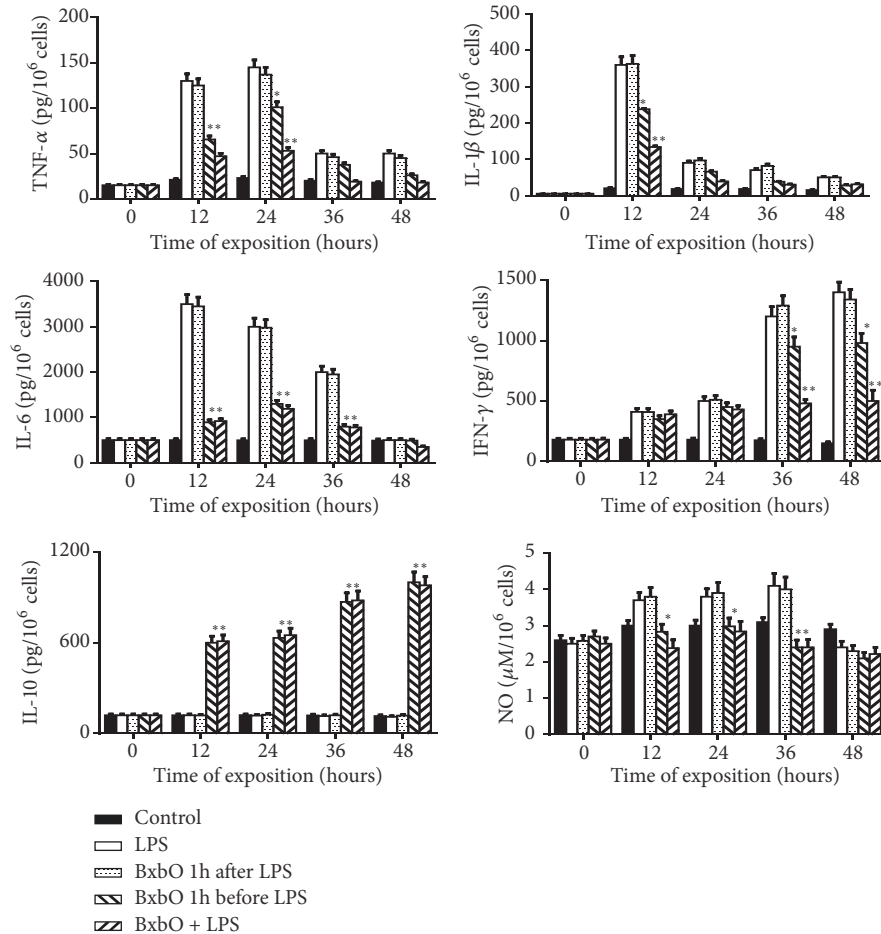 200
150
100
50
0
TNF-α (pg/10⁶ cells)
**
*
**
0 12 24 36 48
Time of exposition (hours)
500
400
300
200
100
0
IL-1β (pg/10⁶ cells)
*
**
0 12 24 36 48
Time of exposition (hours)
4000
3000
2000
1000
0
IL-6 (pg/10⁶ cells)
**
**
**
0 12 24 36 48
Time of exposition (hours)
1500
1000
500
0
IFN-γ (pg/10⁶ cells)
*
**
*
**
0 12 24 36 48
Time of exposition (hours)
1200
600
0
IL-10 (pg/10⁶ cells)
**
**
**
**
0 12 24 36 48
Time of exposition (hours)
5
4
3
2
1
0
NO (μM/10⁶ cells)
*
*
**
0 12 24 36 48
Time of exposition (hours)
Control
LPS
BxbO 1h after LPS
BxbO 1h before LPS
BxbO + LPS